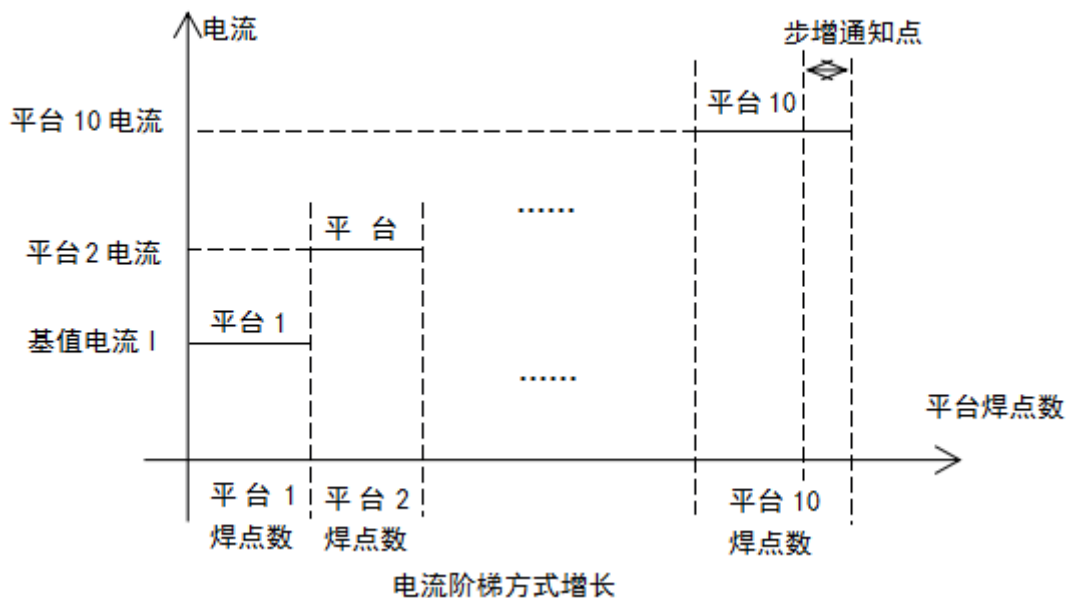 电流
步增通知点
平台 10 电流
平台 10
......
平台2 电流
平 台
基值电流 I
平台 1
......
平台焊点数
平 台 1
焊点数
平 台 2
焊点数
平台 10
焊点数
电流阶梯方式增长